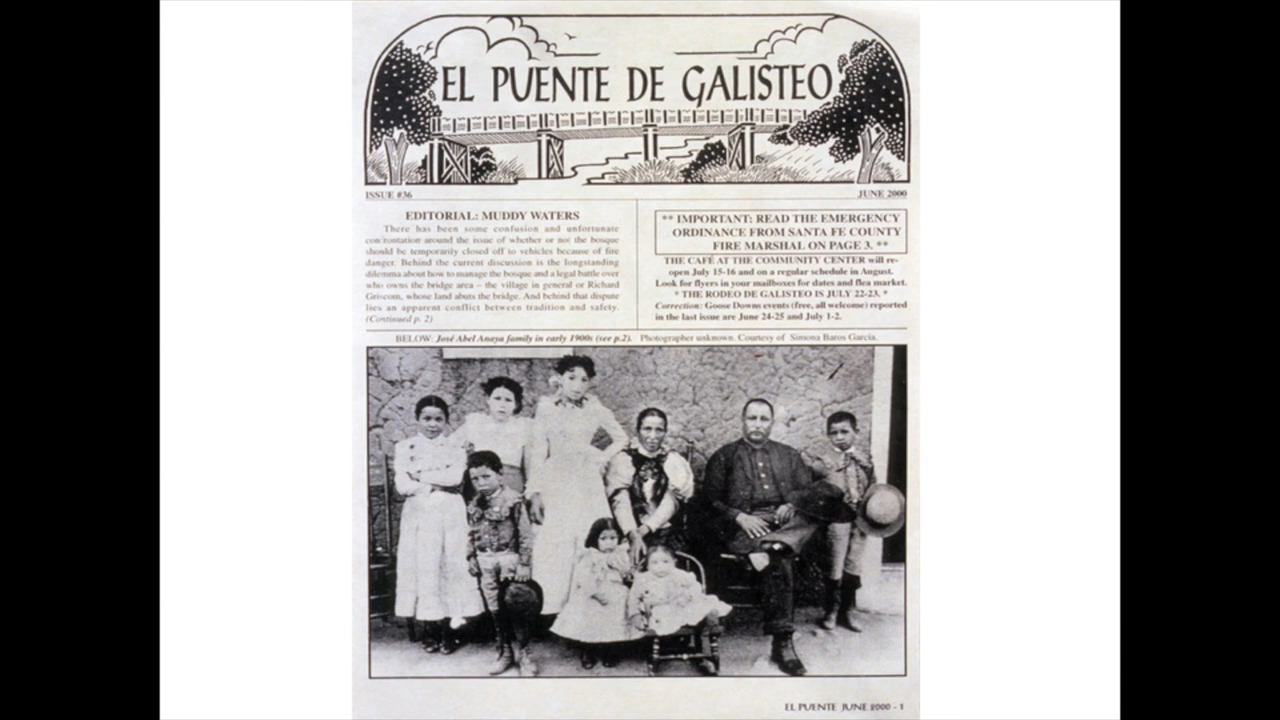 EL PUENTE DE GALISTEO
ISSUE #36
JUNE 2000
EDITORIAL: MUDDY WATERS
There has been some confusion and unfortunate
confrontation around the issue of whether or not the bosque
should be temporarily closed off to vehicles because of fire
danger. Behind the current discussion is the longstanding
dilemma about how to manage the bosque and a legal battle over
who owns the bridge area – the village in general or Richard
Griscom, whose land abuts the bridge. And behind that dispute
lies an apparent conflict between tradition and safety.
(Continued p. 2)
** IMPORTANT: READ THE EMERGENCY
ORDINANCE FROM SANTA FE COUNTY
FIRE MARSHAL ON PAGE 3. **
THE CAFÉ AT THE COMMUNITY CENTER will re-
open July 15-16 and on a regular schedule in August.
Look for flyers in your mailboxes for dates and flea market.
* THE RODEO DE GALISTEO IS JULY 22-23. *
Correction: Goose Downs events (free, all welcome) reported
in the last issue are June 24-25 and July 1-2.
BELOW: José Abel Anaya family in early 1900s (see p.2). Photographer unknown. Courtesy of Simona Baros Garcia.
EL PUENTE JUNE 2000 - 1